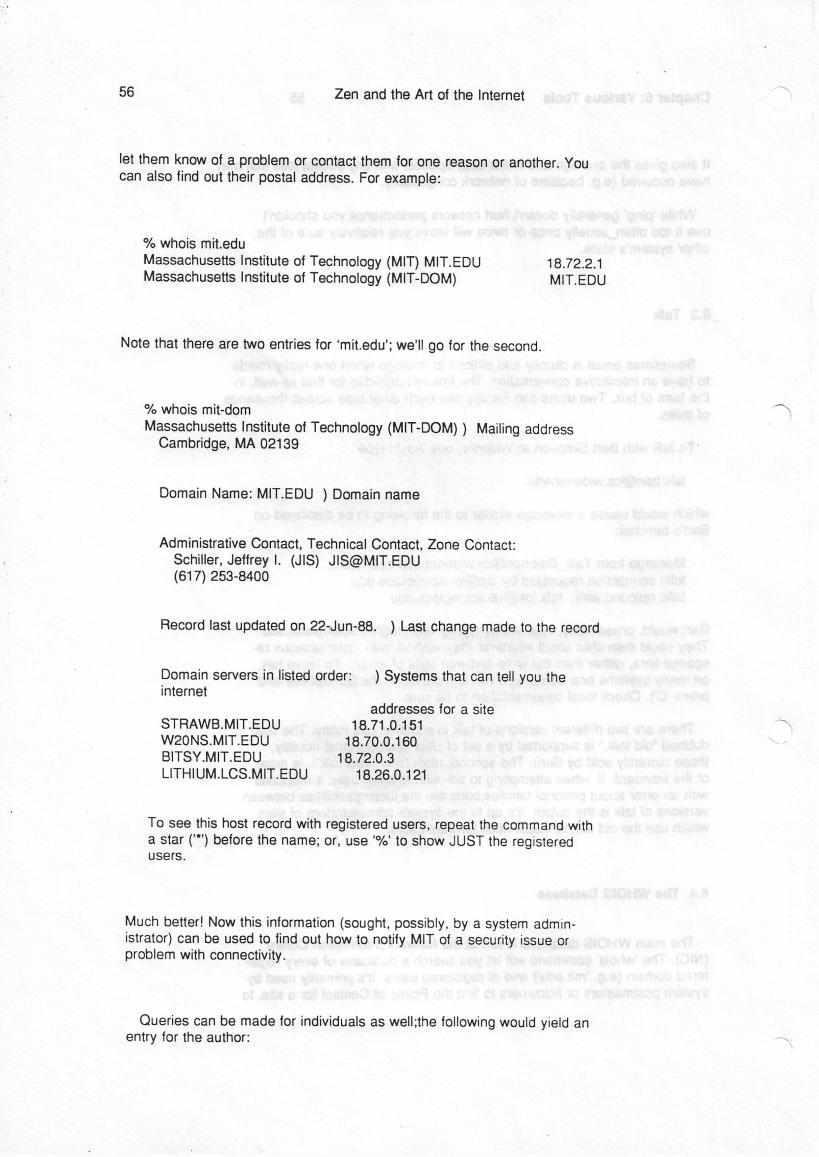 56
Zen and the Art of the Internet
let them know of a problem or contact them for one reason or another. You
can also find out their postal address. For example:
% whois mit.edu
Massachusetts Institute of Technology (MIT) MIT.EDU 18.72.2.1
Massachusetts Institute of Technology (MIT-DOM) MIT.EDU
Note that there are two entries for 'mit.edu'; we'll go for the second.
% whois mit-dom
Massachusetts Institute of Technology (MIT-DOM) ) Mailing address
Cambridge, MA 02139
Domain Name: MIT.EDU ) Domain name
Administrative Contact, Technical Contact, Zone Contact:
Schiller, Jeffrey I. (JIS) JIS@MIT.EDU
(617) 253-8400
Record last updated on 22-Jun-88. ) Last change made to the record
Domain servers in listed order: ) Systems that can tell you the
internet
addresses for a site
STRAWB.MIT.EDU 18.71.0.151
W20NS.MIT.EDU 18.70.0.160
BITSY.MIT.EDU 18.72.0.3
LITHIUM.LCS.MIT.EDU 18.26.0.121
To see this host record with registered users, repeat the command with
a star ('*') before the name; or, use '%' to show JUST the registered
users.
Much better! Now this information (sought, possibly, by a system admin-
istrator) can be used to find out how to notify MIT of a security issue or
problem with connectivity.
Queries can be made for individuals as well;the following would yield an
entry for the author: